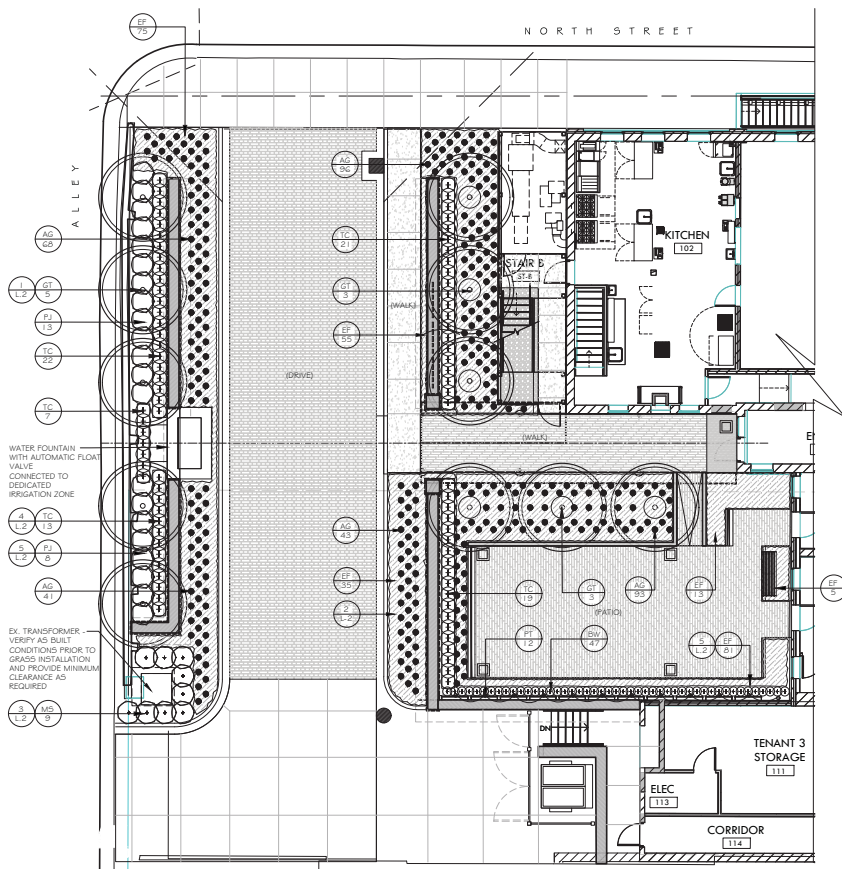 EF
75
NORTH STREET
ALLEY
AG
96
KITCHEN
102
AG
68
TC
21
STAIR B
ST-B
1
L.2
GT
5
GT
3
PJ
13
(WALK)
EF
55
TC
22
(DRIVE)
TC
7
(WALK)
WATER FOUNTAIN
WITH AUTOMATIC FLOAT
VALVE
CONNECTED TO
DEDICATED
IRRIGATION ZONE
4
L.2
TC
13
AG
43
5
L.2
PJ
8
EF
35
TC
19
GT
3
AG
93
EF
13
EF
5
AG
41
2
L-2
(PATIO)
PT
12
BW
47
5
L.2
EF
81
EX. TRANSFORMER -
VERIFY AS BUILT
CONDITIONS PRIOR TO
GRASS INSTALLATION
AND PROVIDE MINIMUM
CLEARANCE AS
REQUIRED
3
L.2
MS
9
DN
TENANT 3
STORAGE
111
ELEC
113
CORRIDOR
114